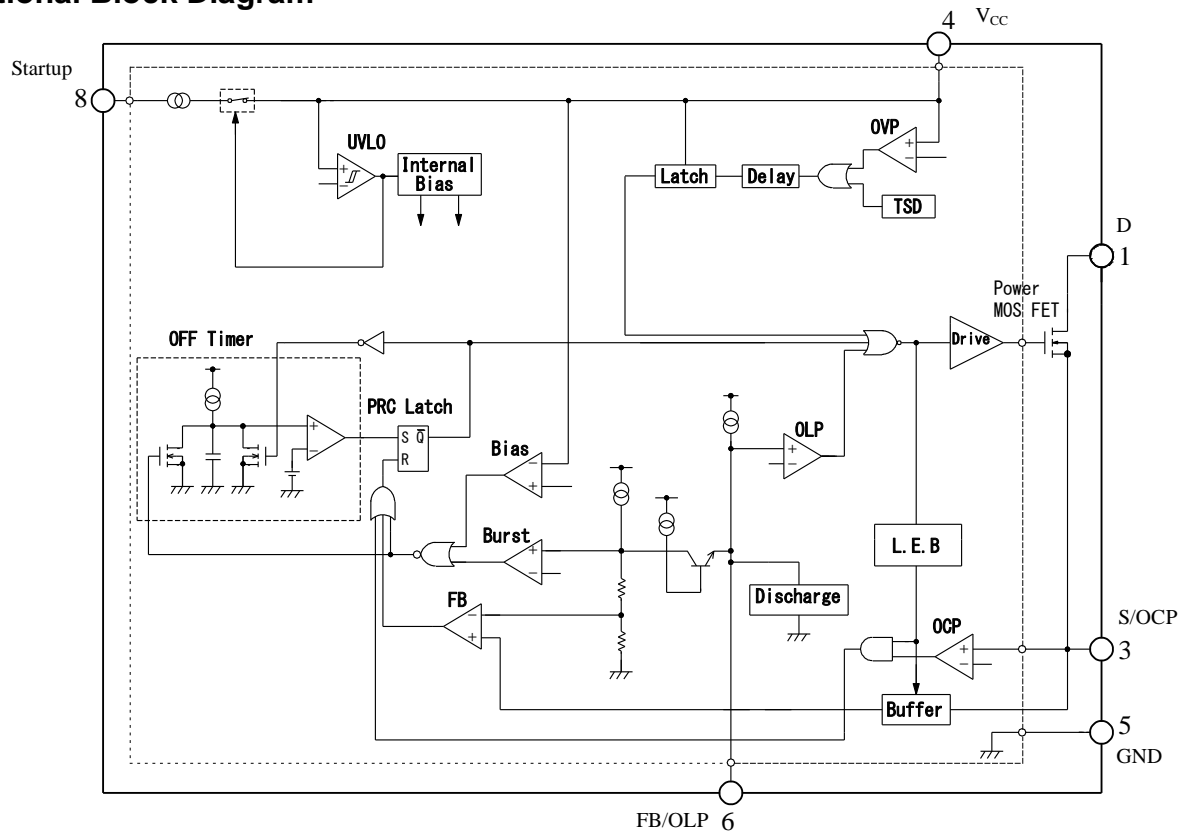 tional Block Diagram
4 VCC
Startup
8
OVP
UVLO
+
−
+
−
Internal
Bias
Latch
Delay
TSD
D
1
Power
MOS FET
OFF Timer
Drive
PRC Latch
OLP
+
−
S Q̅
R
+
−
Bias
−
+
Burst
+
−
L.E.B
FB
−
+
Discharge
S/OCP
3
OCP
+
−
Buffer
5
GND
FB/OLP 6